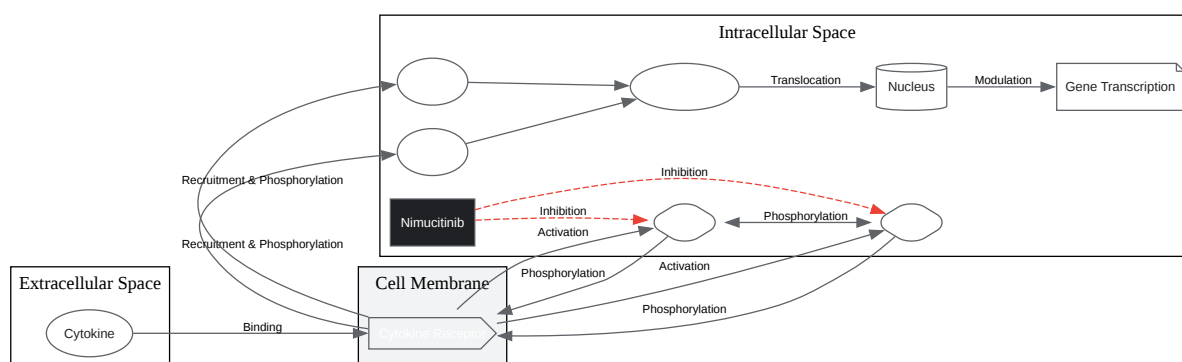 Intracellular Space
Translocation
Nucleus
Modulation
Gene Transcription
Recruitment & Phosphorylation
Inhibition
Nimucitinib
Inhibition
Phosphorylation
Activation
Recruitment & Phosphorylation
Activation
Phosphorylation
Extracellular Space
Cell Membrane
Phosphorylation
Cytokine
Binding
Cytokine Receptor